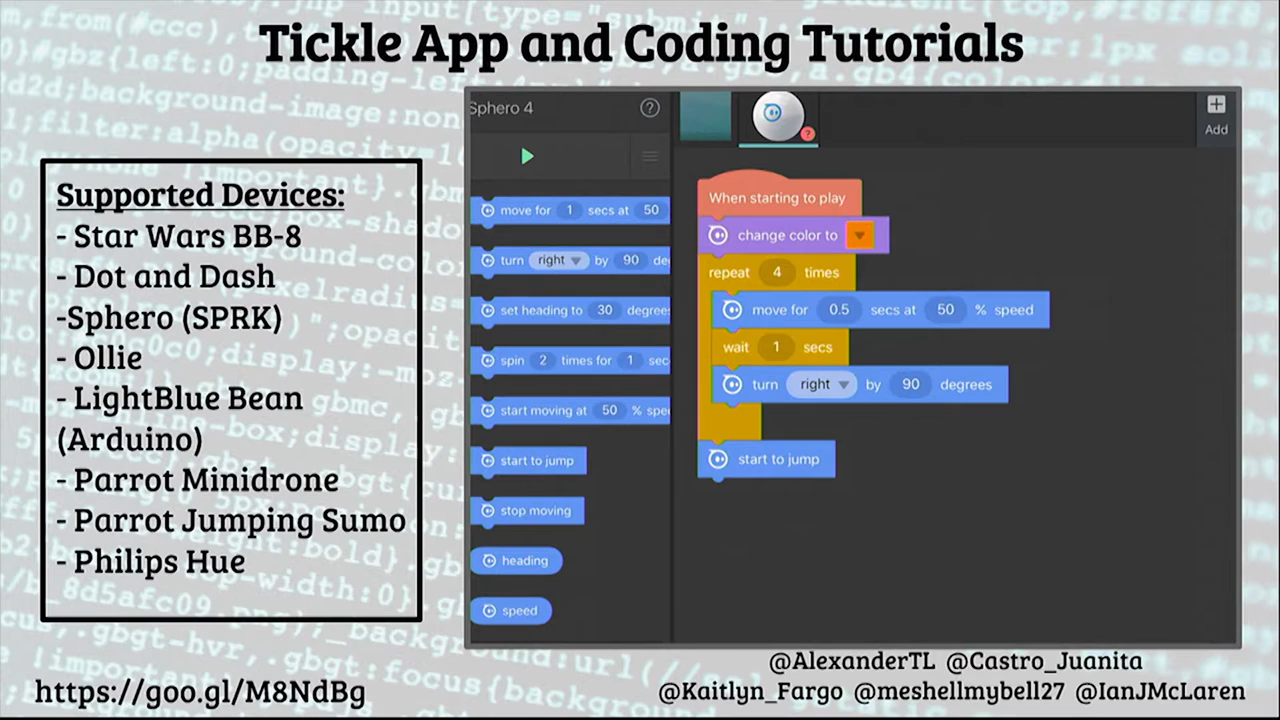 Tickle App and Coding Tutorials
Supported Devices:
- Star Wars BB-8
- Dot and Dash
-Sphero (SPRK)
- Ollie
- LightBlue Bean
(Arduino)
- Parrot Minidrone
- Parrot Jumping Sumo
- Philips Hue
https://goo.gl/M8NdBg
Sphero 4 ?
move for 1 secs at 50
turn right by 90 de
set heading to 30 degrees
spin 2 times for 1 sec
start moving at 50 % spe
start to jump
stop moving
heading
speed
?
Add
When starting to play
change color to
repeat 4 times
move for 0.5 secs at 50 % speed
wait 1 secs
turn right by 90 degrees
start to jump
@AlexanderTL @Castro_Juanita
@Kaitlyn_Fargo @meshellmybell27 @IanJMcLaren